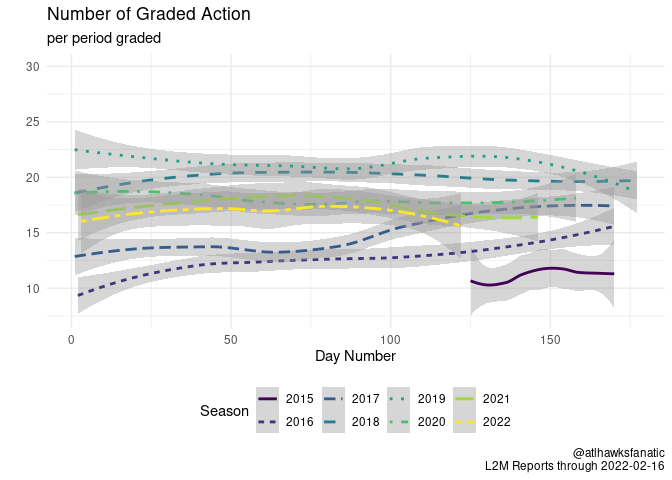 Number of Graded Action
per period graded
30
25
20
15
10
0 50 100 150
Day Number
Season 2015 2017 2019 2021
2016 2018 2020 2022
@atlhawksfanatic
L2M Reports through 2022-02-16